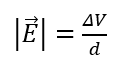 |E⃗| = ΔV/d